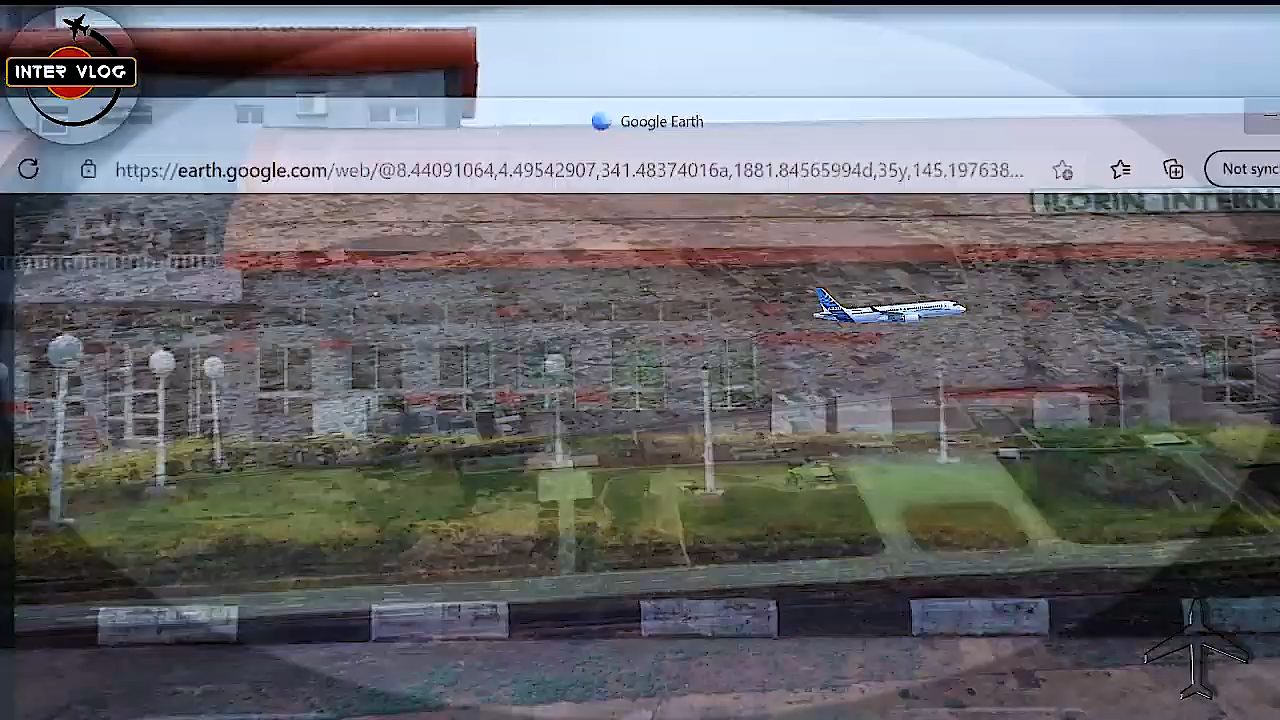 INTER VLOG
Google Earth
https://earth.google.com/web/@8.44091064,4.49542907,341.48374016a,1881.84565994d,35y,145.197638...
Not sync
ILORIN INTERN